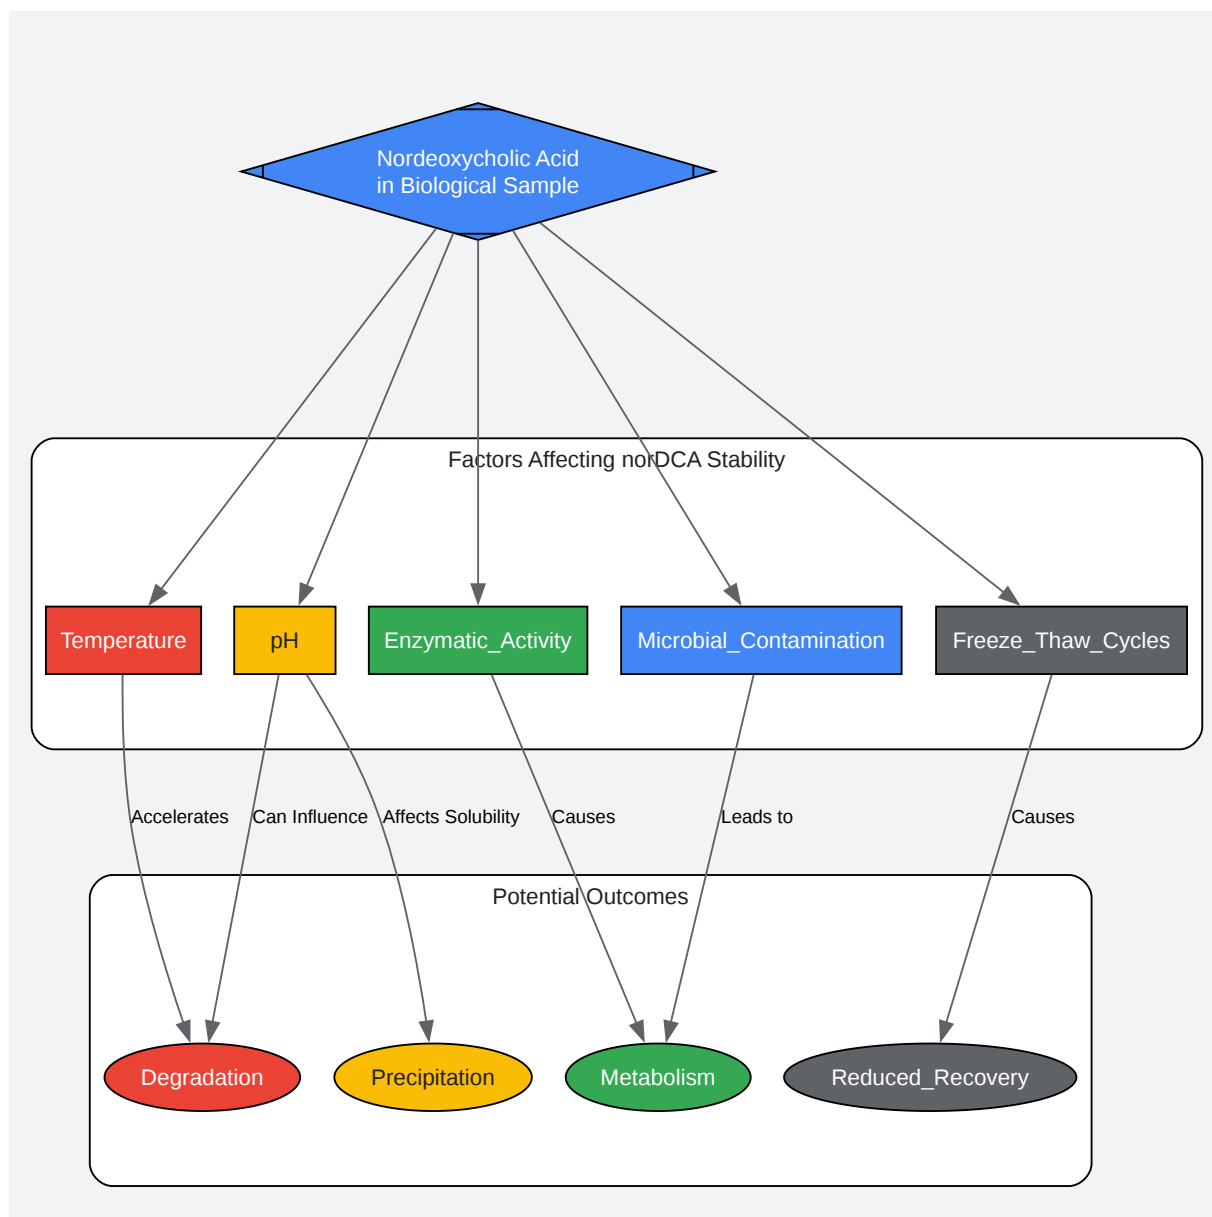 Nordeoxycholic Acid
in Biological Sample
Factors Affecting norDCA Stability
Temperature
pH
Enzymatic_Activity
Microbial_Contamination
Freeze_Thaw_Cycles
Accelerates
Can Influence
Affects Solubility
Causes
Leads to
Causes
Potential Outcomes
Degradation
Precipitation
Metabolism
Reduced_Recovery